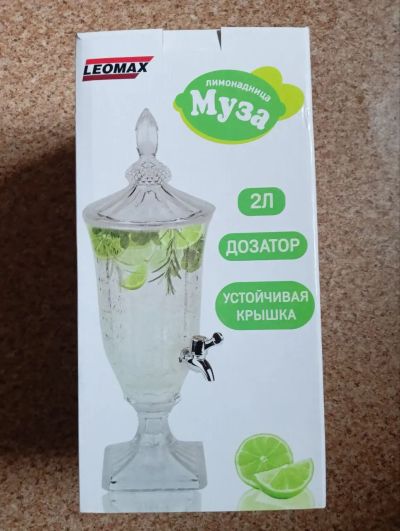 LEOMAX
лимонадница
Муза
2Л
ДОЗАТОР
УСТОЙЧИВАЯ
КРЫШКА